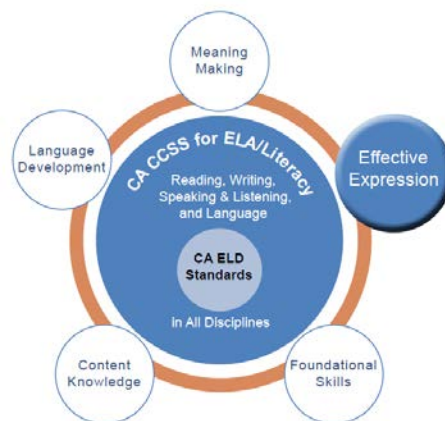 Meaning
Making
Language
Development
Effective
Expression
CA CCSS for ELA/Literacy
Reading, Writing,
Speaking & Listening,
and Language
CA ELD
Standards
in All Disciplines
Content
Knowledge
Foundational
Skills